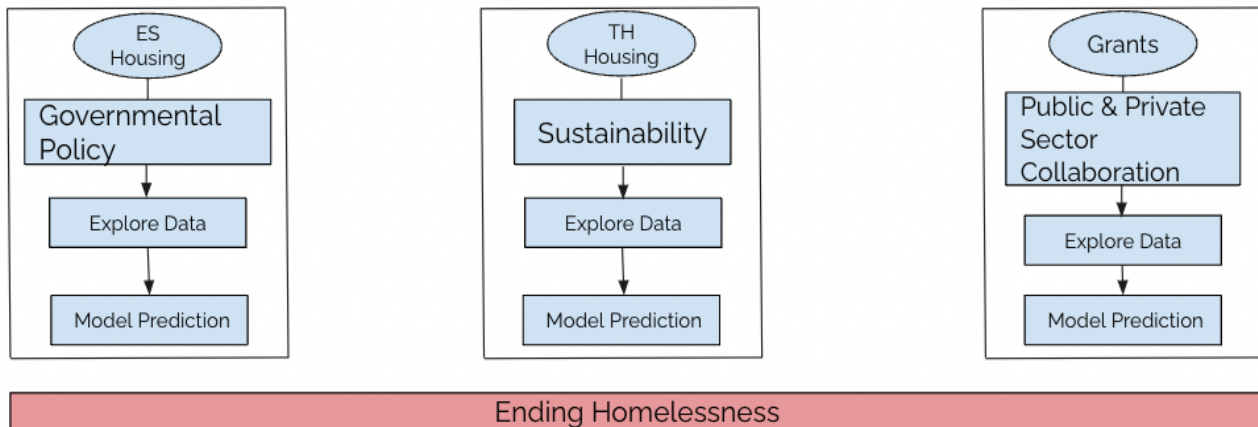 ES
Housing
Governmental
Policy
Explore Data
Model Prediction
TH
Housing
Sustainability
Explore Data
Model Prediction
Grants
Public & Private
Sector
Collaboration
Explore Data
Model Prediction
Ending Homelessness